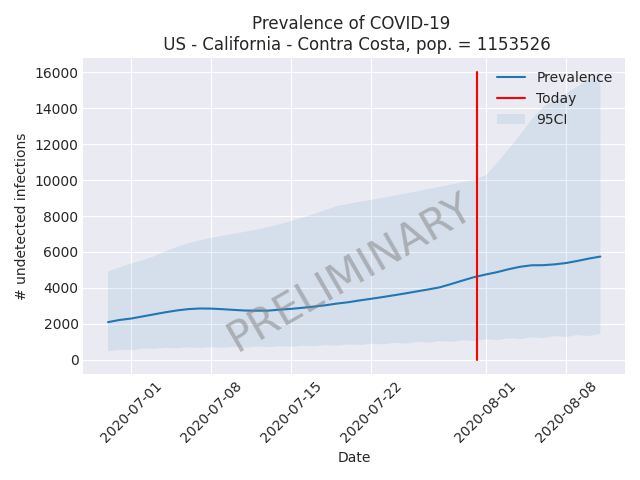 Prevalence of COVID-19
US - California - Contra Costa, pop. = 1153526
# undetected infections
16000
14000
12000
10000
8000
6000
4000
2000
0
Prevalence
Today
95CI
PRELIMINARY
2020-07-01
2020-07-08
2020-07-15
2020-07-22
2020-08-01
2020-08-08
Date